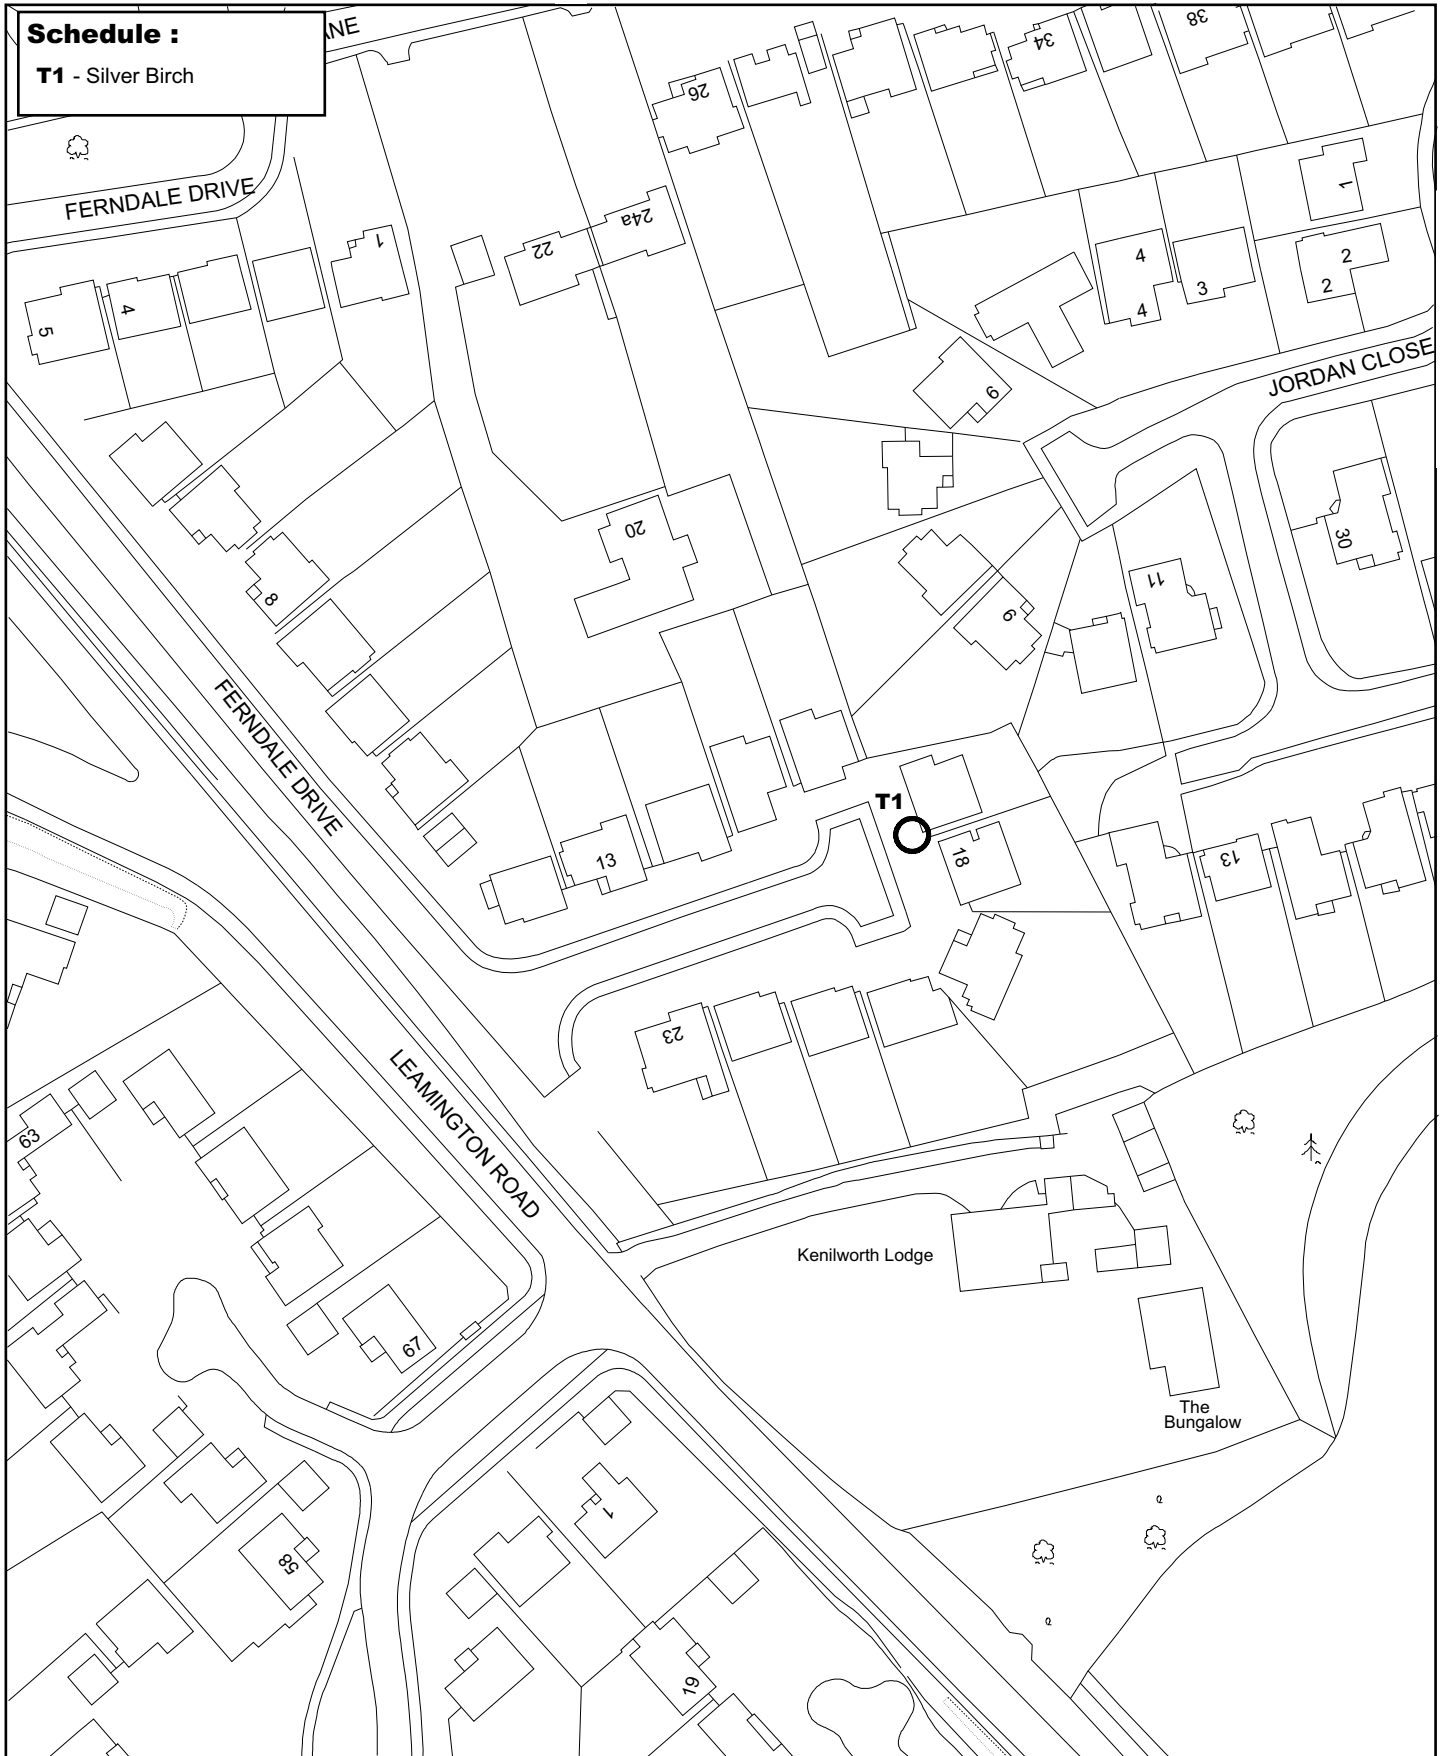 Schedule :
T1 - Silver Birch
ANE
38
34
26
FERNDALE DRIVE
24a
22
1
1
4
3
4
2
2
5
4
JORDAN CLOSE
9
20
30
11
8
6
FERNDALE DRIVE
T1
13
18
13
23
LEAMINGTON ROAD
63
Kenilworth Lodge
67
The
Bungalow
1
58
19